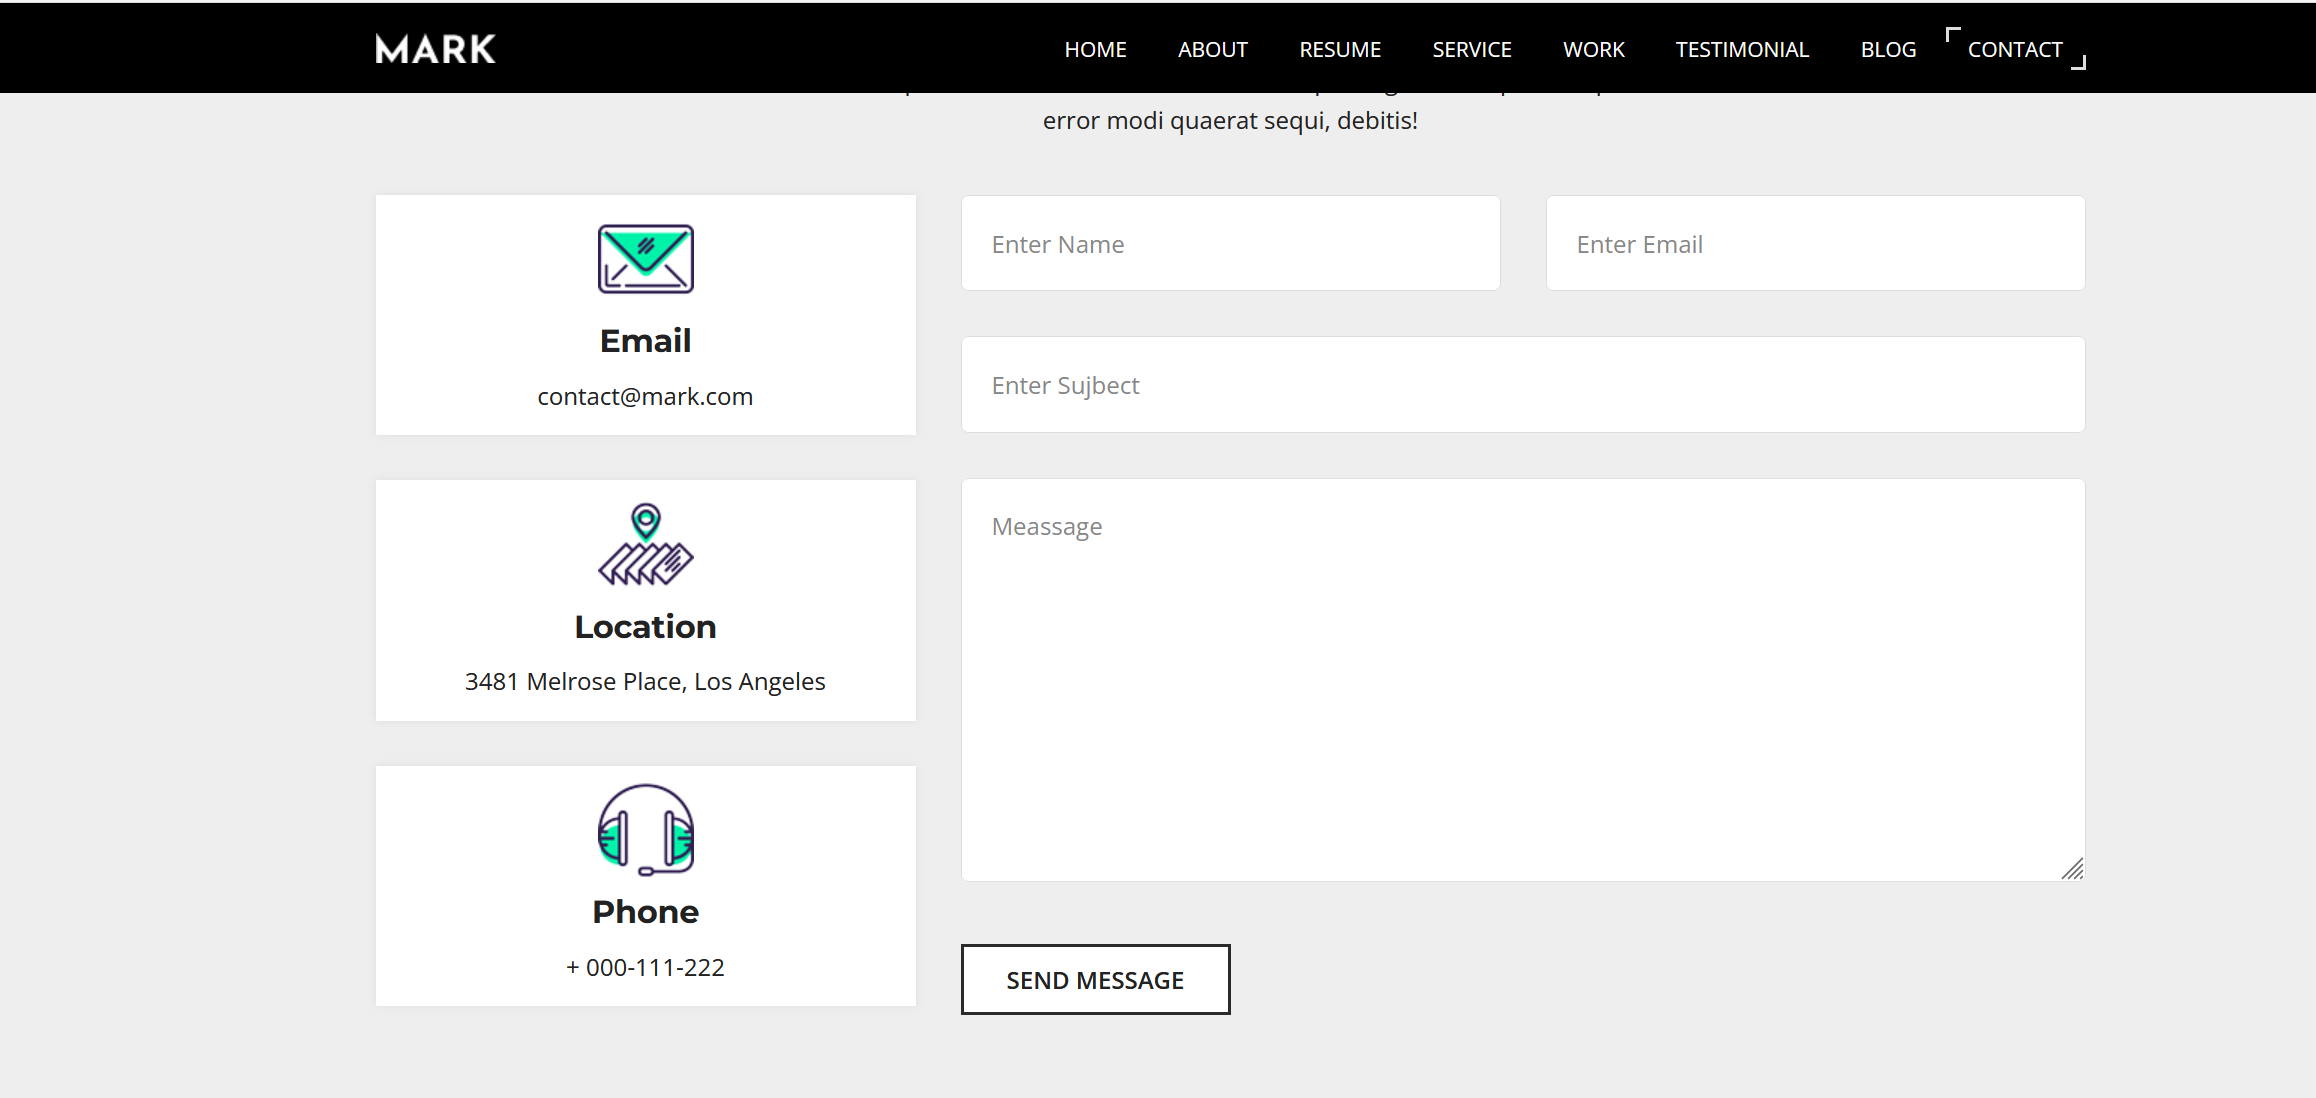 MARK
HOME ABOUT RESUME SERVICE WORK TESTIMONIAL BLOG CONTACT
error modi quaerat sequi, debitis!
Email
contact@mark.com
Location
3481 Melrose Place, Los Angeles
Phone
+ 000-111-222
Enter Name
Enter Email
Enter Sujbect
Meassage
SEND MESSAGE